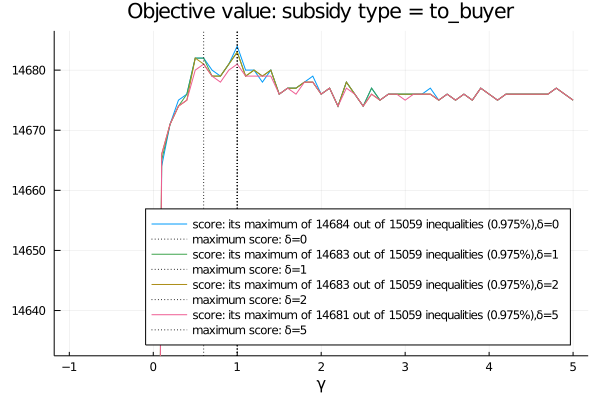 Objective value: subsidy type = to_buyer
14680
14670
14660
14650
14640
score: its maximum of 14684 out of 15059 inequalities (0.975%),δ=0
maximum score: δ=0
score: its maximum of 14683 out of 15059 inequalities (0.975%),δ=1
maximum score: δ=1
score: its maximum of 14683 out of 15059 inequalities (0.975%),δ=2
maximum score: δ=2
score: its maximum of 14681 out of 15059 inequalities (0.975%),δ=5
maximum score: δ=5
−1 0 1 2 3 4 5
γ